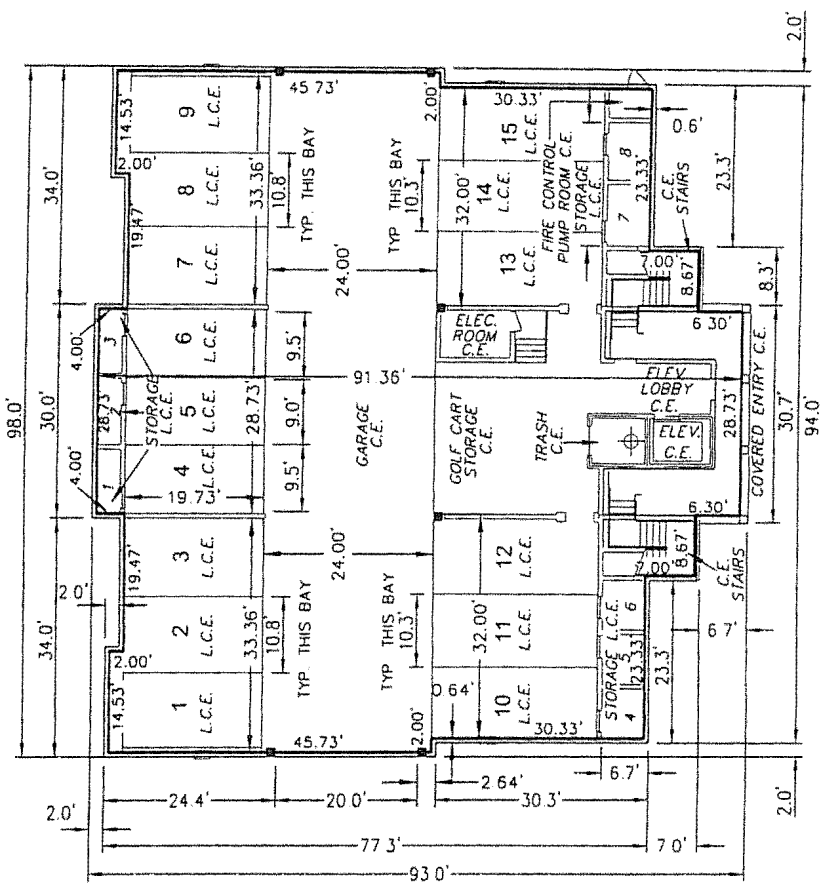 2.0'
45.73'
2.00'
30.33'
0.6'
14.53'
9
L.C.E.
2.00'
8
L.C.E.
33.36'
10.8'
TYP. THIS BAY
TYP THIS BAY
10.3'
32.00'
15
L.C.E.
14
L.C.E.
FIRE CONTROL
PUMP ROOM C.E.
STORAGE
L.C.E.
8
23.33'
7
23.3'
C.E.
STAIRS
34.0'
19.47'
7
L.C.E.
24.00'
13
L.C.E.
7.00'
8.67'
8.3'
4.00'
3
6
L.C.E.
9.5'
ELEC.
ROOM
C.E.
6.30'
91.36'
98.0'
30.0'
28.73'
2
STORAGE
L.C.E.
5
L.C.E.
28.73'
9.0'
GARAGE
C.E.
GOLF CART
STORAGE
C.E.
TRASH
C.E.
ELEV.
LOBBY
C.E.
ELEV.
C.E.
28.73'
COVERED ENTRY C.E.
30.7'
94.0'
4.00'
1
4
L.C.E.
9.5'
19.73'
6.30'
2.0'
19.47'
3
L.C.E.
24.00'
12
L.C.E.
7.00'
8.67'
C.E.
STAIRS
34.0'
2.00'
2
L.C.E.
33.36'
10.8'
TYP THIS BAY
TYP THIS BAY
10.3'
32.00'
11
L.C.E.
STORAGE L.C.E.
6
5
23.33'
4
23.3'
6.7'
14.53'
1
L.C.E.
0.64'
10
L.C.E.
45.73'
2.00'
30.33'
2.64'
6.7'
2.0'
24.4'
20.0'
30.3'
2.0'
77.3'
7.0'
93.0'